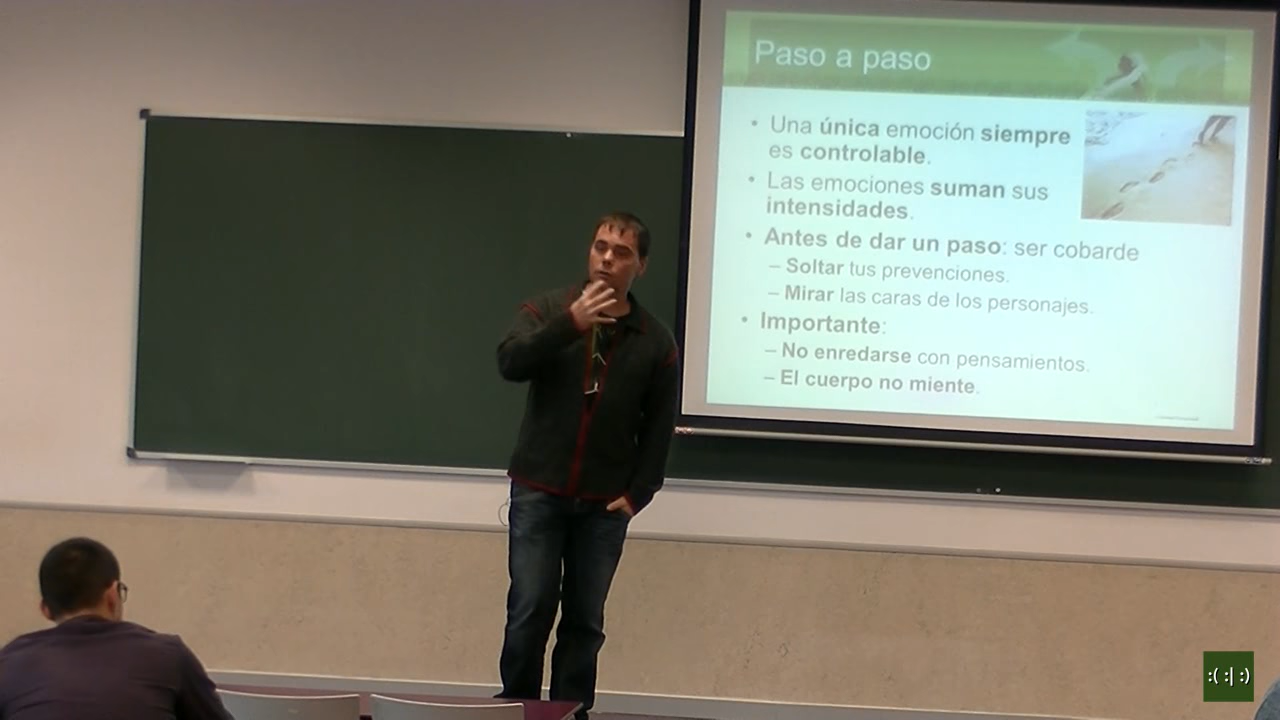 Paso a paso
• Una única emoción siempre
es controlable.
• Las emociones suman sus
intensidades.
• Antes de dar un paso: ser cobarde
– Soltar tus prevenciones.
– Mirar las caras de los personajes.
• Importante:
– No enredarse con pensamientos.
– El cuerpo no miente.
:( :| :)